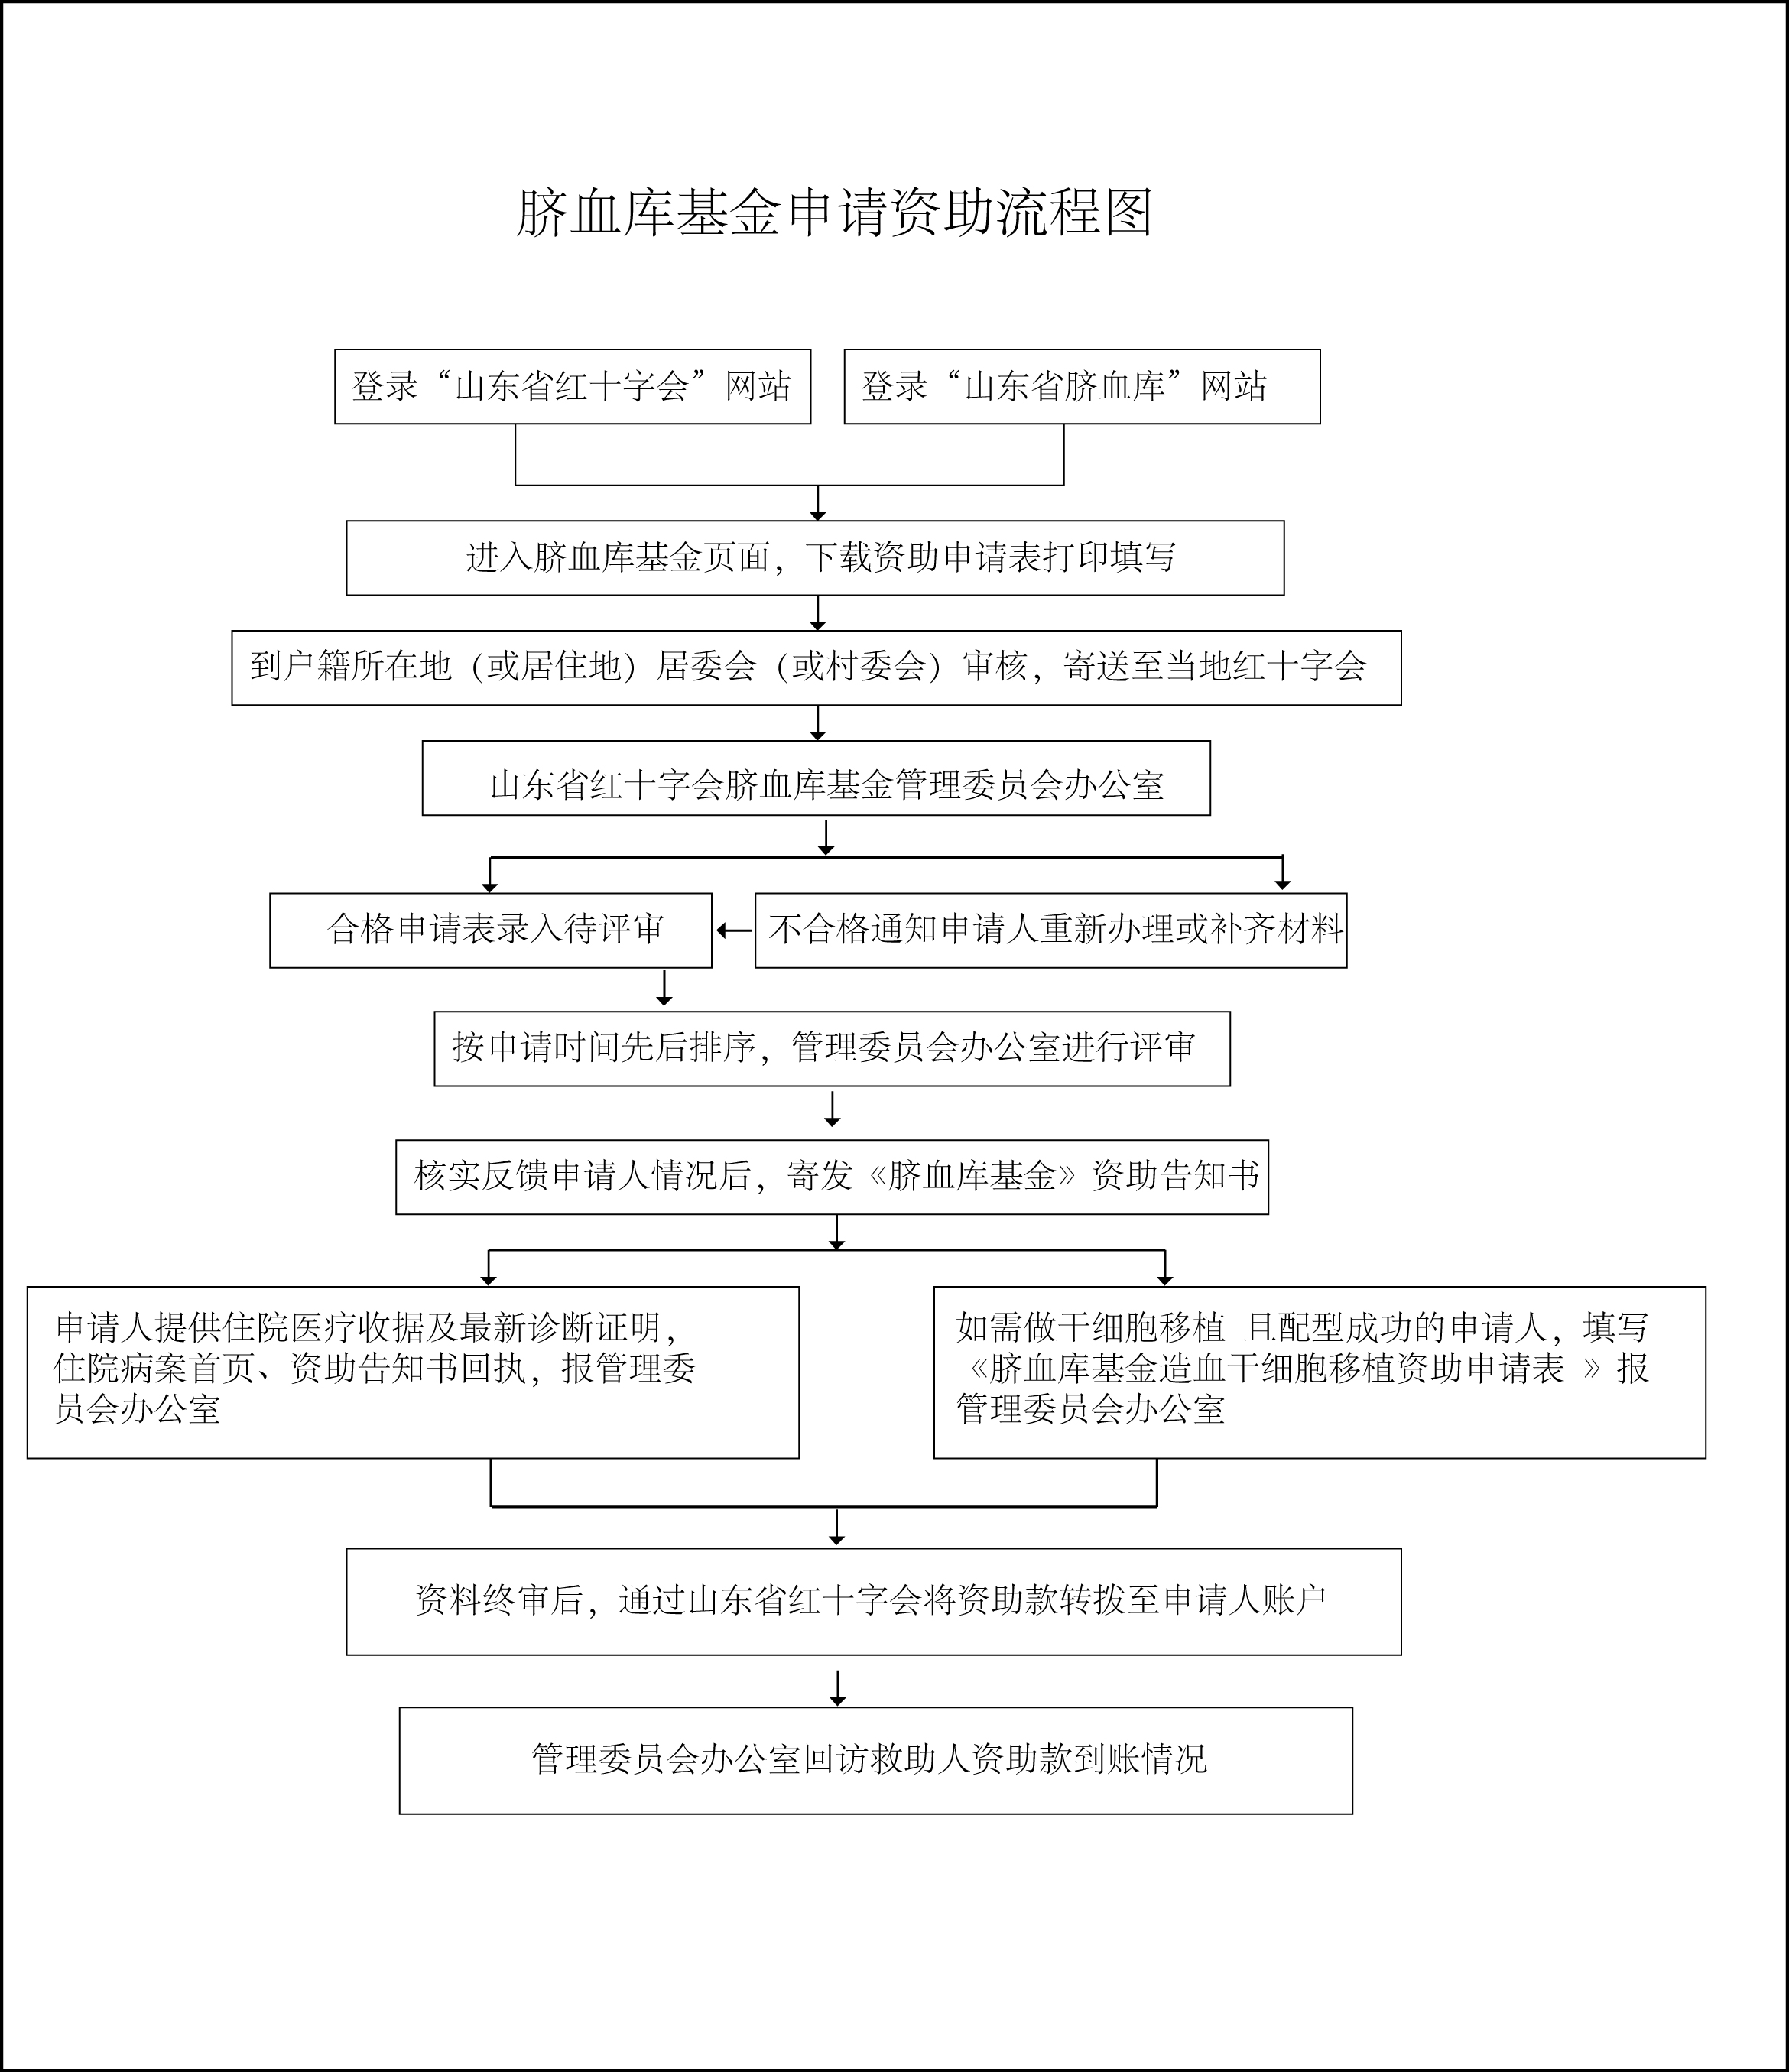 脐血库基金申请资助流程图
登录“山东省红十字会”网站
登录“山东省脐血库”网站
进入脐血库基金页面，下载资助申请表打印填写
到户籍所在地（或居住地）居委会（或村委会）审核，寄送至当地红十字会
山东省红十字会脐血库基金管理委员会办公室
合格申请表录入待评审
不合格通知申请人重新办理或补齐材料
按申请时间先后排序，管理委员会办公室进行评审
核实反馈申请人情况后，寄发《脐血库基金》资助告知书
申请人提供住院医疗收据及最新诊断证明，
住院病案首页、资助告知书回执，报管理委
员会办公室
如需做干细胞移植 且配型成功的申请人，填写
《脐血库基金造血干细胞移植资助申请表 》报
管理委员会办公室
资料终审后，通过山东省红十字会将资助款转拨至申请人账户
管理委员会办公室回访救助人资助款到账情况